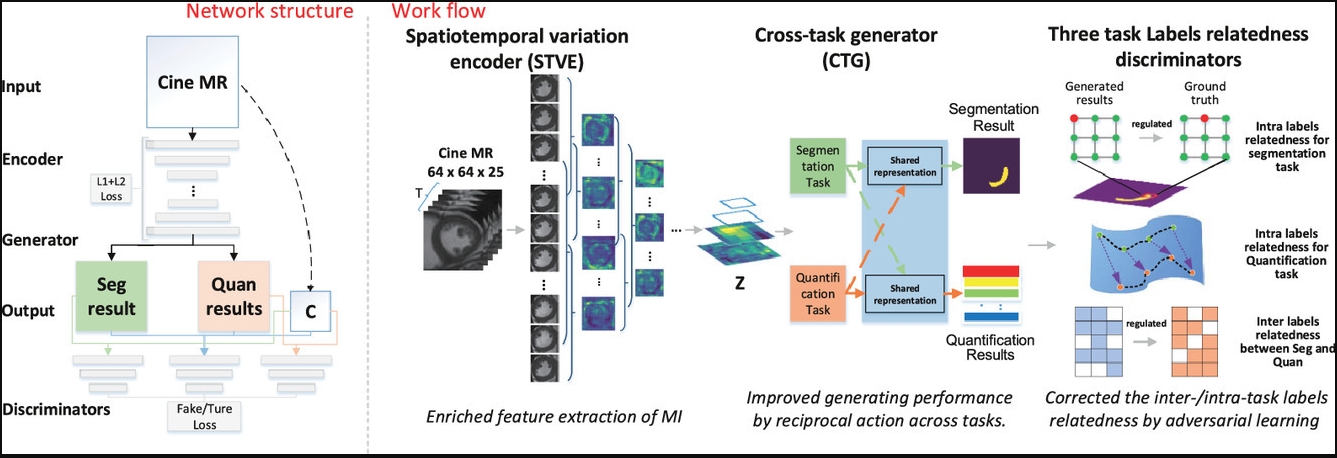 Network structure
Work flow
Input
Cine MR
Encoder
L1+L2
Loss
Generator
Seg
result
Quan
results
Output
C
Discriminators
Fake/Ture
Loss
Spatiotemporal variation
encoder (STVE)
Cine MR
64 x 64 x 25
T
...
Z
Enriched feature extraction of MI
Cross-task generator
(CTG)
Segmen
tation
Task
Shared
representation
Segmentation
Result
Quantifi
cation
Task
Shared
representation
Quantification
Results
Improved generating performance
by reciprocal action across tasks.
Three task Labels relatedness
discriminators
Generated
results
regulated
Ground
truth
Intra labels
relatedness for
segmentation
task
Intra labels
relatedness for
Quantification
task
regulated
Inter labels
relatedness
between Seg and
Quan
Corrected the inter-/intra-task labels
relatedness by adversarial learning